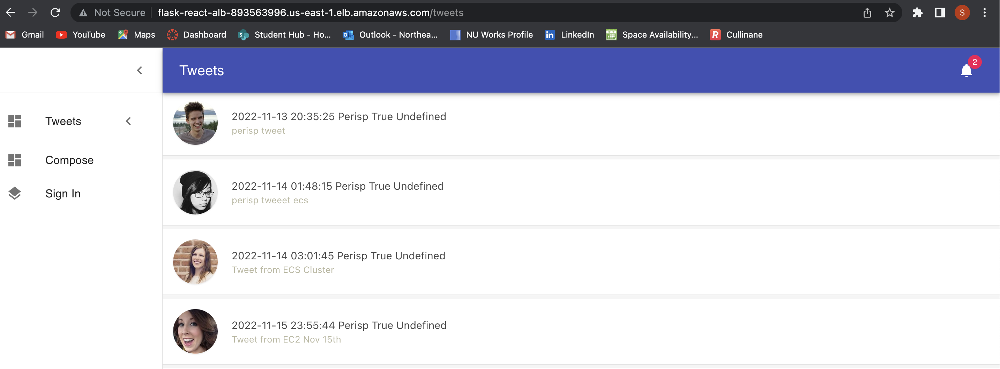 Not Secure flask-react-alb-893563996.us-east-1.elb.amazonaws.com/tweets S
Gmail YouTube Maps Dashboard Student Hub - Ho... Outlook - Northea... NU Works Profile LinkedIn Space Availability... Cullinane
Tweets 2
Tweets
Compose
Sign In
2022-11-13 20:35:25 Perisp True Undefined
perisp tweet
2022-11-14 01:48:15 Perisp True Undefined
perisp tweeet ecs
2022-11-14 03:01:45 Perisp True Undefined
Tweet from ECS Cluster
2022-11-15 23:55:44 Perisp True Undefined
Tweet from EC2 Nov 15th